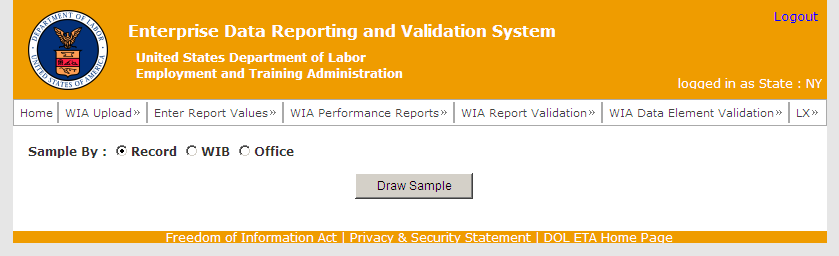 DEPARTMENT OF LABOR
UNITED STATES OF AMERICA
Logout
Enterprise Data Reporting and Validation System
United States Department of Labor
Employment and Training Administration
logged in as State : NY
Home WIA Upload» Enter Report Values» WIA Performance Reports» WIA Report Validation» WIA Data Element Validation» LX»
Sample By : Record WIB Office
Draw Sample
Freedom of Information Act | Privacy & Security Statement | DOL ETA Home Page